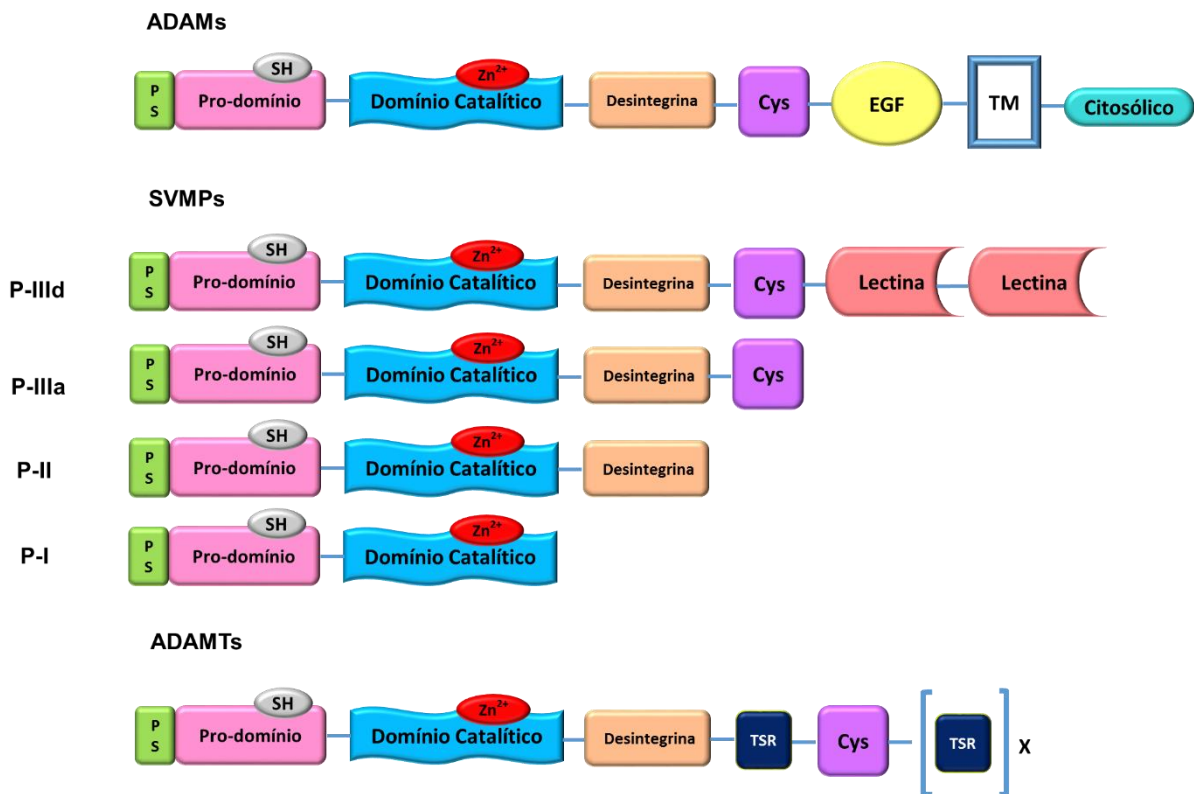 ADAMs
P
S
SH
Pro-domínio
Zn2+
Domínio Catalítico
Desintegrina
Cys
EGF
TM
Citosólico
SVMPs
P-IIId
P
S
SH
Pro-domínio
Zn2+
Domínio Catalítico
Desintegrina
Cys
Lectina
Lectina
P-IIIa
P
S
SH
Pro-domínio
Zn2+
Domínio Catalítico
Desintegrina
Cys
P-II
P
S
SH
Pro-domínio
Zn2+
Domínio Catalítico
Desintegrina
P-I
P
S
SH
Pro-domínio
Zn2+
Domínio Catalítico
ADAMTs
P
S
SH
Pro-domínio
Zn2+
Domínio Catalítico
Desintegrina
TSR
Cys
TSR
X